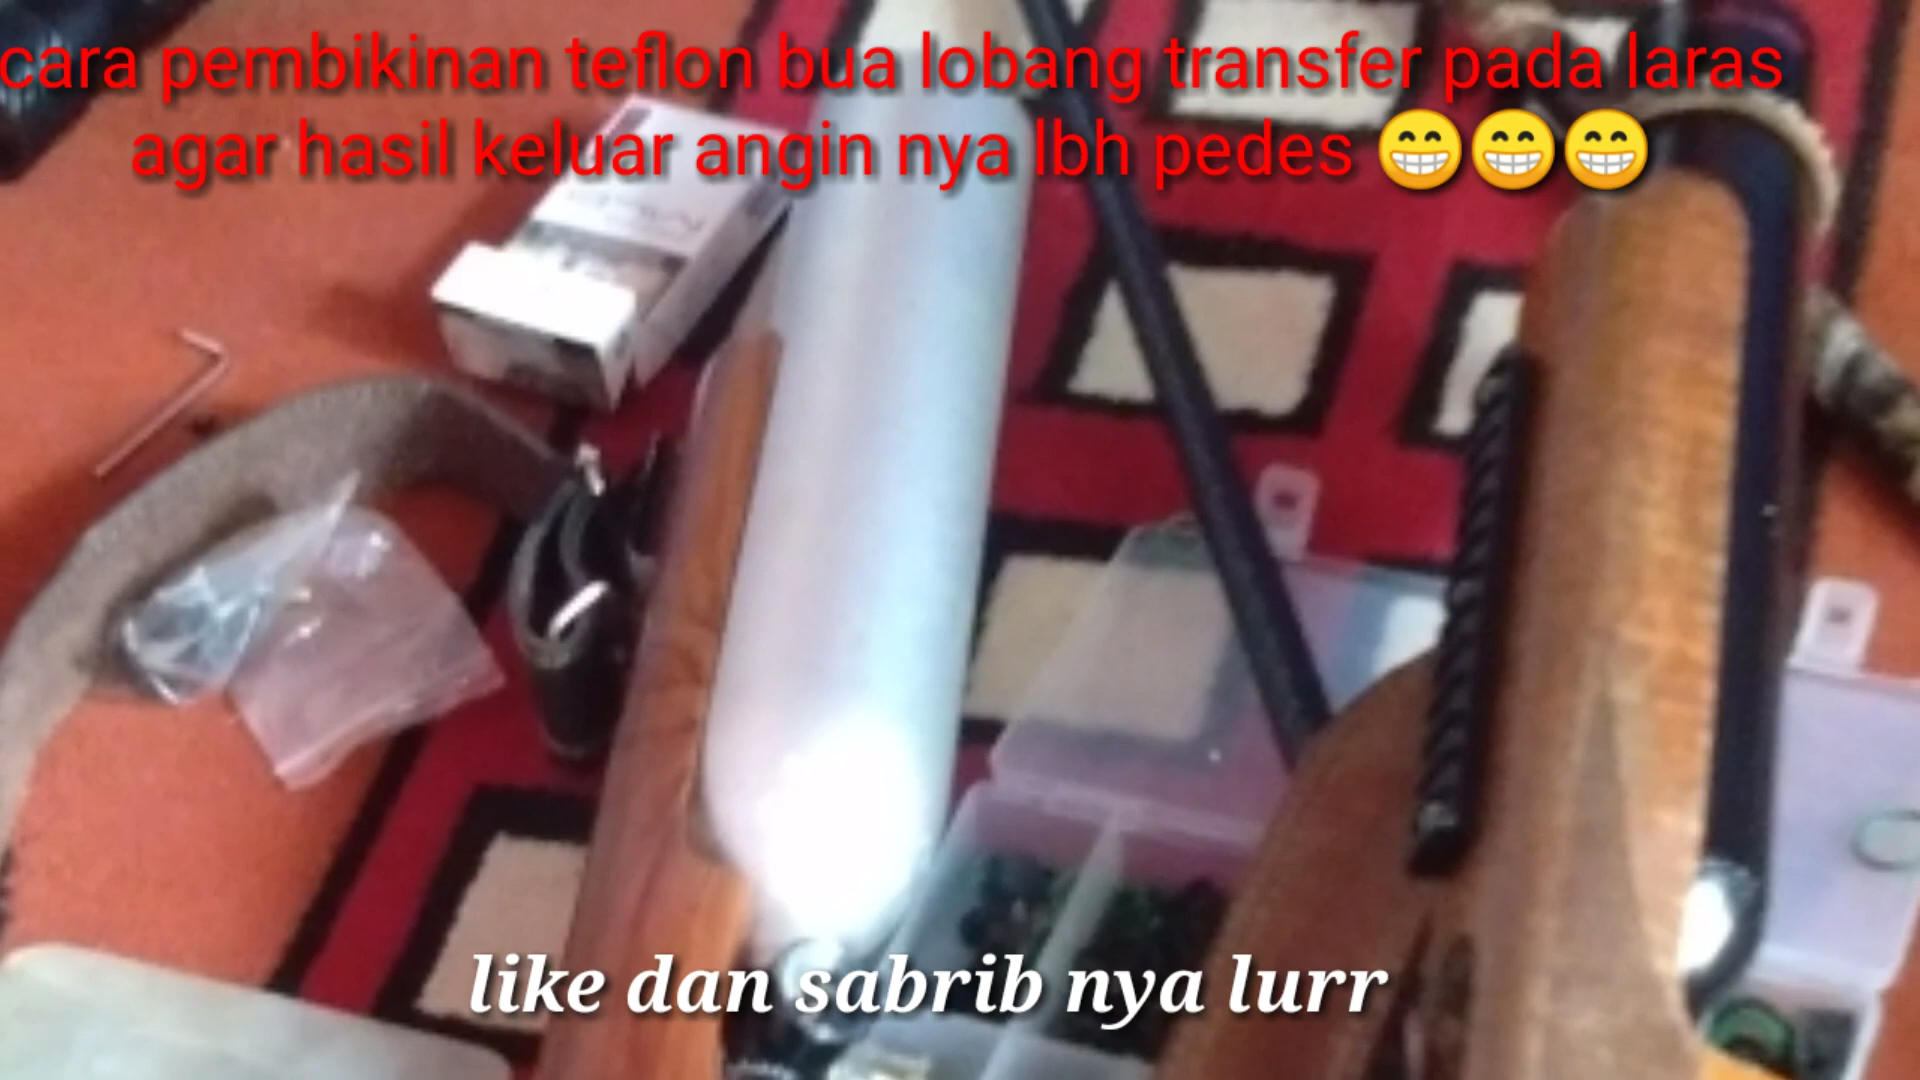 cara pembikinan teflon bua lobang transfer pada laras
agar hasil keluar angin nya lbh pedes 😁😁😁
like dan sabrib nya lurr